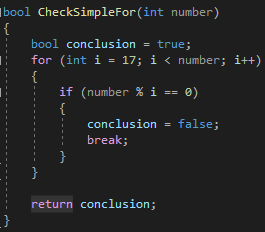 bool CheckSimpleFor(int number)
{
bool conclusion = true;
for (int i = 17; i < number; i++)
{
if (number % i == 0)
{
conclusion = false;
break;
}
}
return conclusion;
}